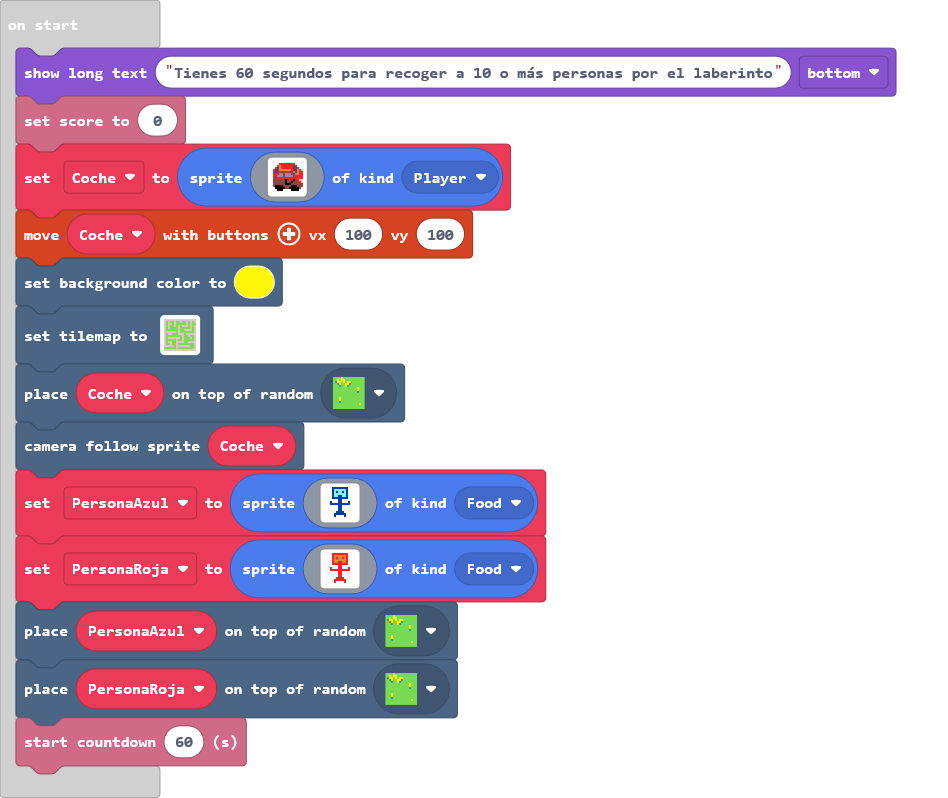 on start
show long text "Tienes 60 segundos para recoger a 10 o más personas por el laberinto" bottom
set score to 0
set Coche to sprite of kind Player
move Coche with buttons + vx 100 vy 100
set background color to
set tilemap to
place Coche on top of random
camera follow sprite Coche
set PersonaAzul to sprite of kind Food
set PersonaRoja to sprite of kind Food
place PersonaAzul on top of random
place PersonaRoja on top of random
start countdown 60 (s)